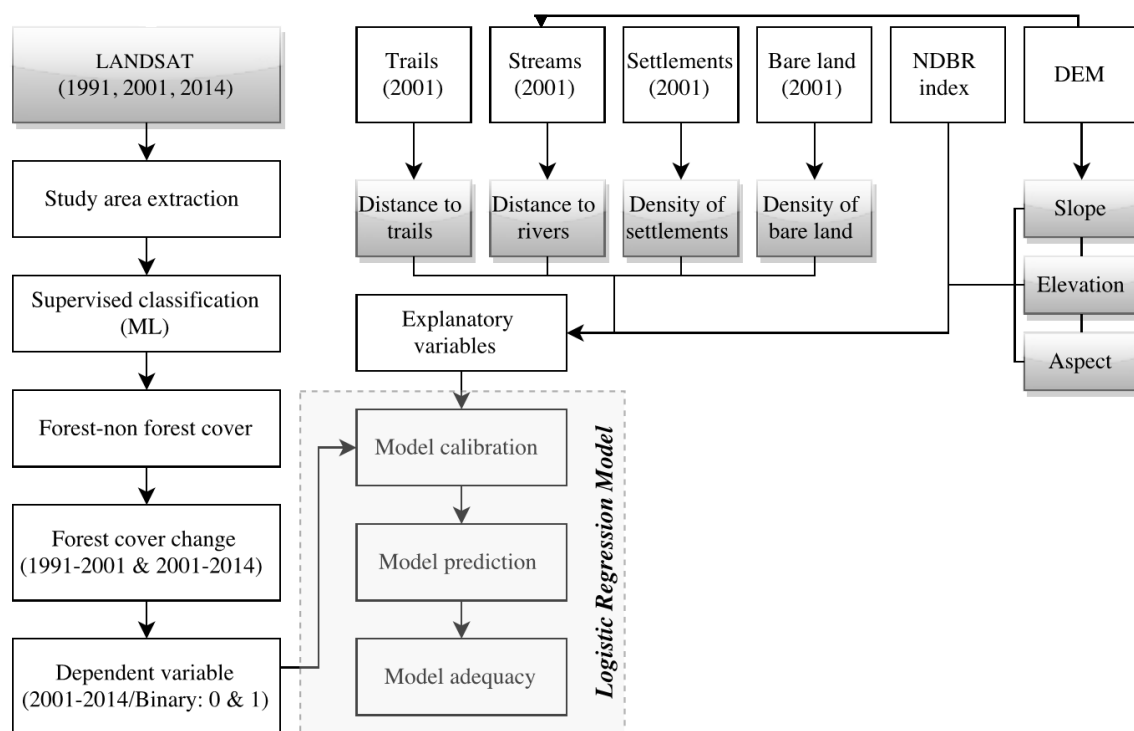 LANDSAT
(1991, 2001, 2014)
Study area extraction
Supervised classification
(ML)
Forest-non forest cover
Forest cover change
(1991-2001 & 2001-2014)
Dependent variable
(2001-2014/Binary: 0 & 1)
Trails
(2001)
Streams
(2001)
Settlements
(2001)
Bare land
(2001)
NDBR
index
DEM
Distance to
trails
Distance to
rivers
Density of
settlements
Density of
bare land
Slope
Elevation
Aspect
Explanatory
variables
Model calibration
Model prediction
Model adequacy
Logistic Regression Model